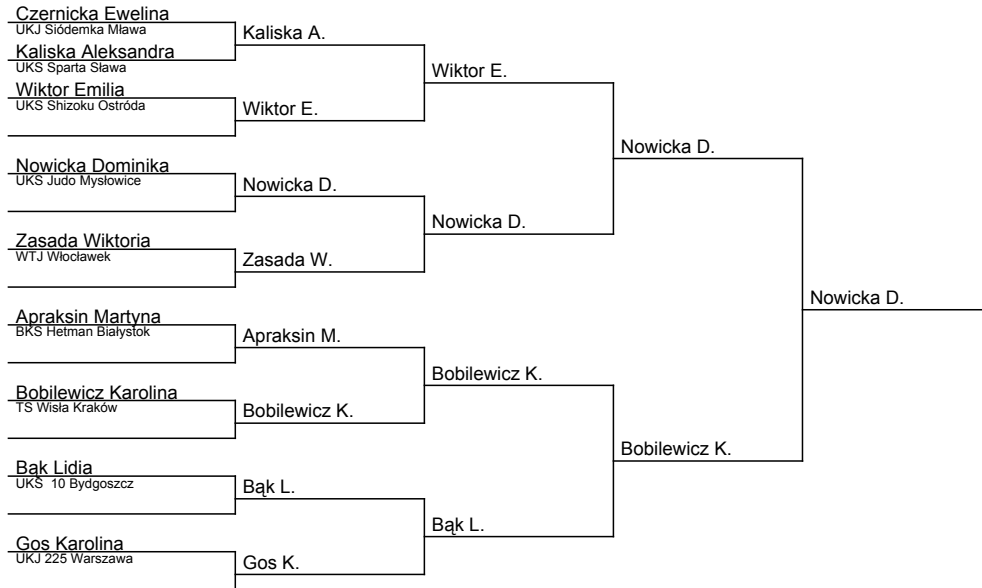 Czernicka Ewelina
UKJ Siódemka Mława
Kaliska Aleksandra
UKS Sparta Sława
Wiktor Emilia
UKS Shizoku Ostróda
Nowicka Dominika
UKS Judo Mysłowice
Zasada Wiktoria
WTJ Włocławek
Apraksin Martyna
BKS Hetman Białystok
Bobilewicz Karolina
TS Wisła Kraków
Bąk Lidia
UKS  10 Bydgoszcz
Gos Karolina
UKJ 225 Warszawa
Kaliska A.
Wiktor E.
Nowicka D.
Zasada W.
Apraksin M.
Bobilewicz K.
Bąk L.
Gos K.
Wiktor E.
Nowicka D.
Bobilewicz K.
Bąk L.
Nowicka D.
Bobilewicz K.
Nowicka D.